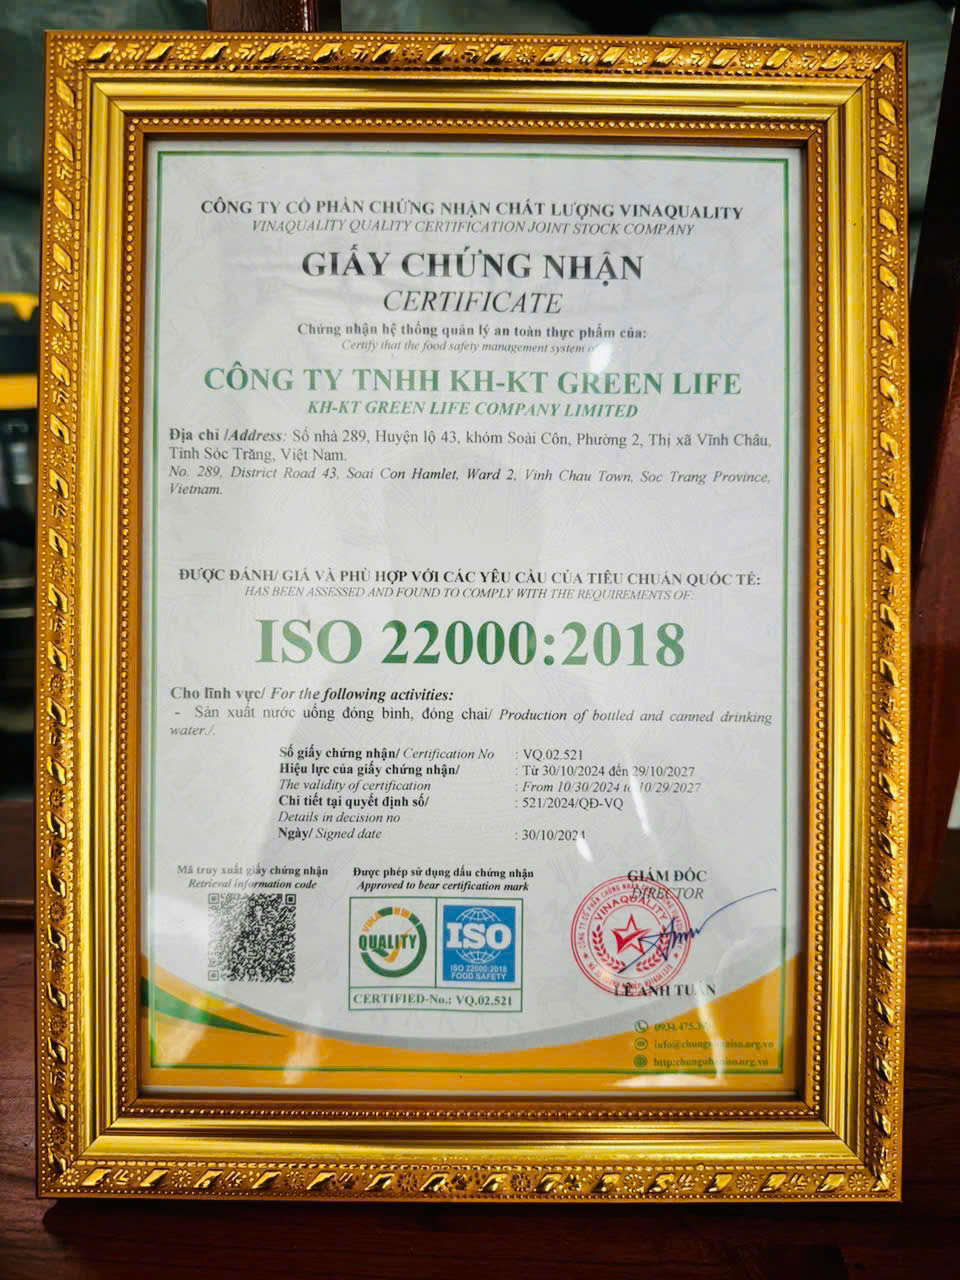 CÔNG TY CỔ PHẦN CHỨNG NHẬN CHẤT LƯỢNG VINAQUALITY
VINAQUALITY QUALITY CERTIFICATION JOINT STOCK COMPANY
GIẤY CHỨNG NHẬN
CERTIFICATE
Chứng nhận hệ thống quản lý an toàn thực phẩm của:
Certify that the food safety management system
CÔNG TY TNHH KH-KT GREEN LIFE
KH-KT GREEN LIFE COMPANY LIMITED
Địa chỉ /Address: Số nhà 289, Huyện lộ 43, khóm Soài Côn, Phường 2, Thị xã Vĩnh Châu,
Tỉnh Sóc Trăng, Việt Nam.
No. 289, District Road 43, Soai Con Hamlet, Ward 2, Vinh Chau Town, Soc Trang Province,
Vietnam.
ĐƯỢC ĐÁNH/ GIÁ VÀ PHÙ HỢP VỚI CÁC YÊU CẦU CỦA TIÊU CHUẨN QUỐC TẾ:
HAS BEEN ASSESSED AND FOUND TO COMPLY WITH THE REQUIREMENTS OF:
ISO 22000:2018
Cho lĩnh vực/ For the following activities:
- Sản xuất nước uống đóng bình, đóng chai/ Production of bottled and canned drinking
water./.
Số giấy chứng nhận/ Certification No : VQ.02.521
Hiệu lực của giấy chứng nhận/ : Từ 30/10/2024 đến 29/10/2027
The validity of certification : From 10/30/2024 to 10/29/2027
Chi tiết tại quyết định số/ : 521/2024/QĐ-VQ
Details in decision no
Ngày/ Signed date : 30/10/2024
Mã truy xuất giấy chứng nhận
Retrieval information code
Được phép sử dụng dấu chứng nhận
Approved to bear certification mark
VINA
QUALITY
ISO
ISO 22000:2018
FOOD SAFETY
CERTIFIED-No.: VQ.02.521
GIÁM ĐỐC
DIRECTOR
VINAQUALITY
LÊ ANH TUẤN
0934.475.
info@chungnhaniso.org.vn
http:chungnhaniso.org.vn